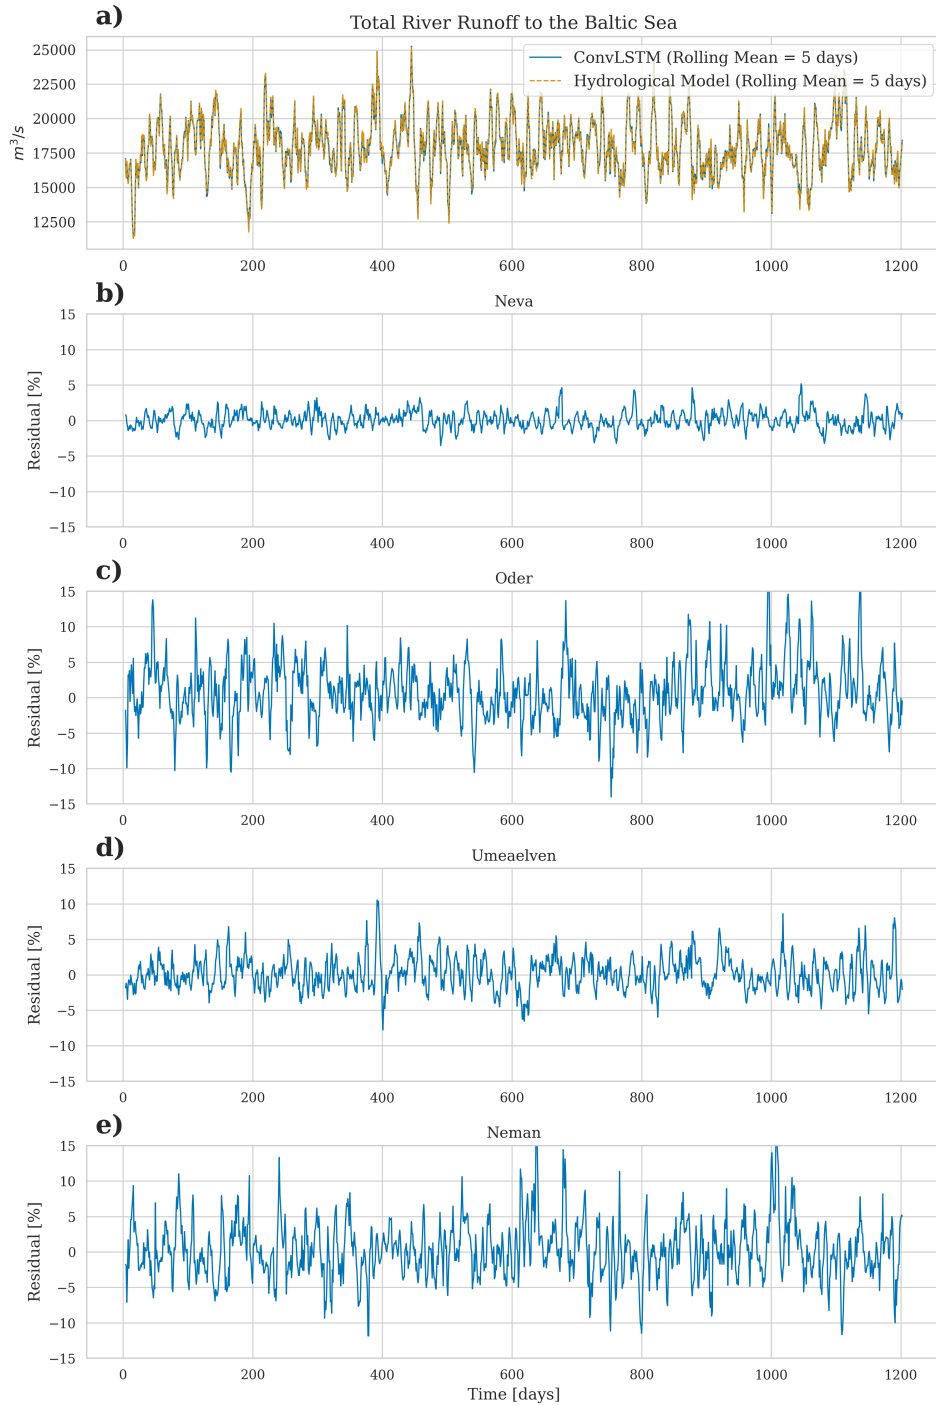 a)
Total River Runoff to the Baltic Sea
ConvLSTM (Rolling Mean = 5 days)
Hydrological Model (Rolling Mean = 5 days)
m³/s
25000
22500
20000
17500
15000
12500
0 200 400 600 800 1000 1200
b)
Neva
Residual [%]
15
10
5
0
−5
−10
−15
0 200 400 600 800 1000 1200
c)
Oder
Residual [%]
15
10
5
0
−5
−10
−15
0 200 400 600 800 1000 1200
d)
Umeaelven
Residual [%]
15
10
5
0
−5
−10
−15
0 200 400 600 800 1000 1200
e)
Neman
Residual [%]
15
10
5
0
−5
−10
−15
0 200 400 600 800 1000 1200
Time [days]